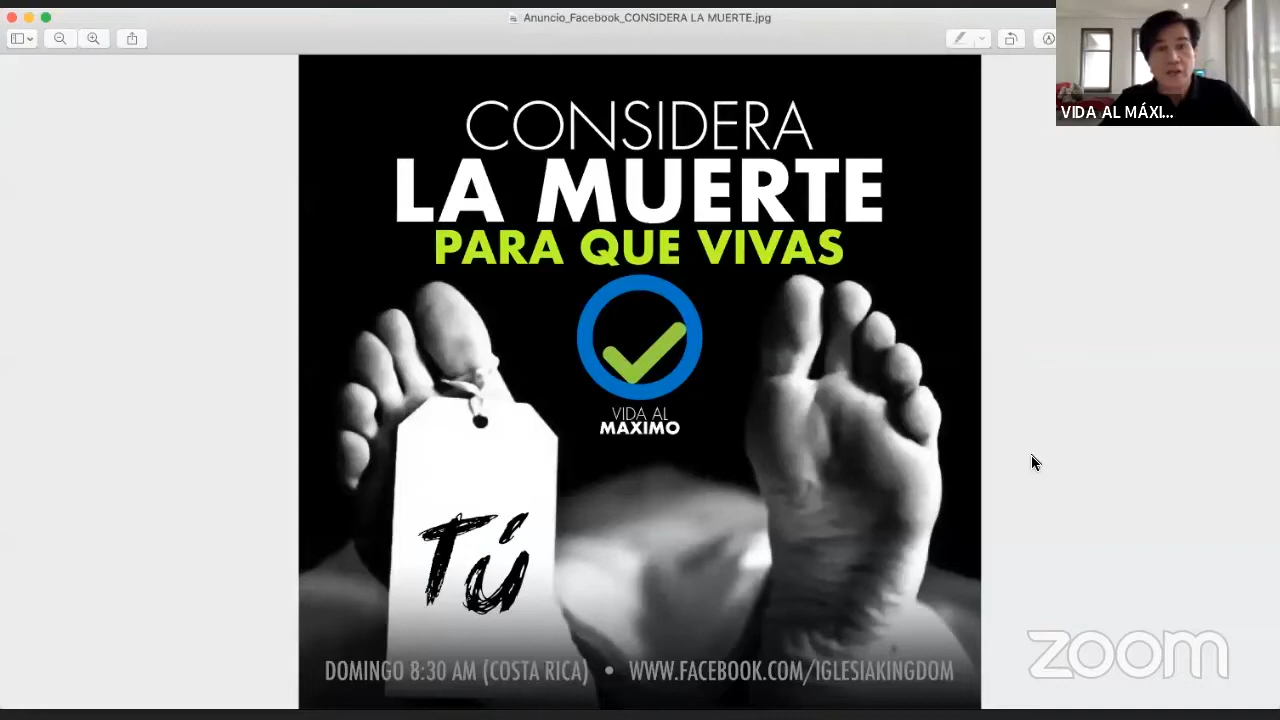 Anuncio_Facebook_CONSIDERA LA MUERTE.jpg
VIDA AL MÁXI...
CONSIDERA
LA MUERTE
PARA QUE VIVAS
VIDA AL
MÁXIMO
Tú
DOMINGO 8:30 AM (COSTA RICA) • WWW.FACEBOOK.COM/IGLESIAKINGDOM
zoom